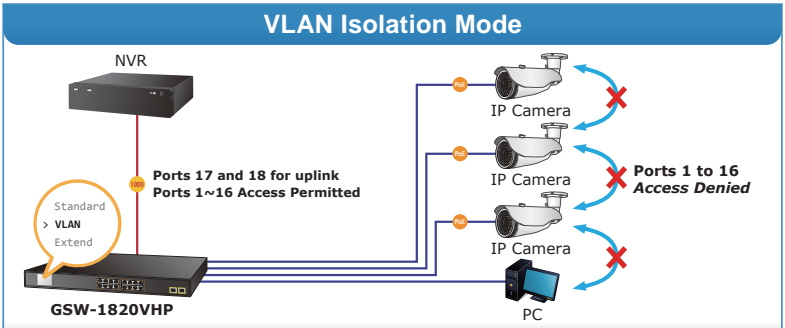 VLAN Isolation Mode
NVR
PoE
IP Camera
1000
Ports 17 and 18 for uplink
Ports 1~16 Access Permitted
PoE
IP Camera
Ports 1 to 16
Access Denied
Standard
> VLAN
Extend
PoE
IP Camera
GSW-1820VHP
PC